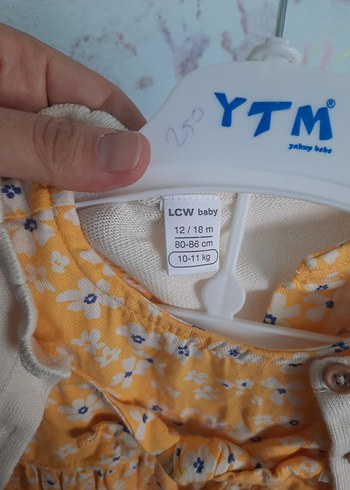 250
YTM®
yakup bebe
LCW baby
12 / 18 m
80-86 cm
10-11 kg